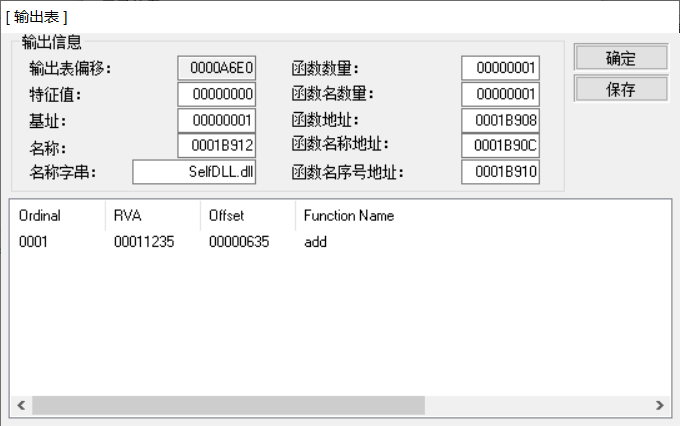 [ 输出表 ]
输出信息
输出表偏移： 0000A6E0 函数数量： 00000001 确定
特征值： 00000000 函数名数量： 00000001 保存
基址： 00000001 函数地址： 0001B908
名称： 0001B912 函数名称地址： 0001B90C
名称字串： SelfDLL.dll 函数名序号地址： 0001B910
Ordinal RVA Offset Function Name
0001 00011235 00000635 add